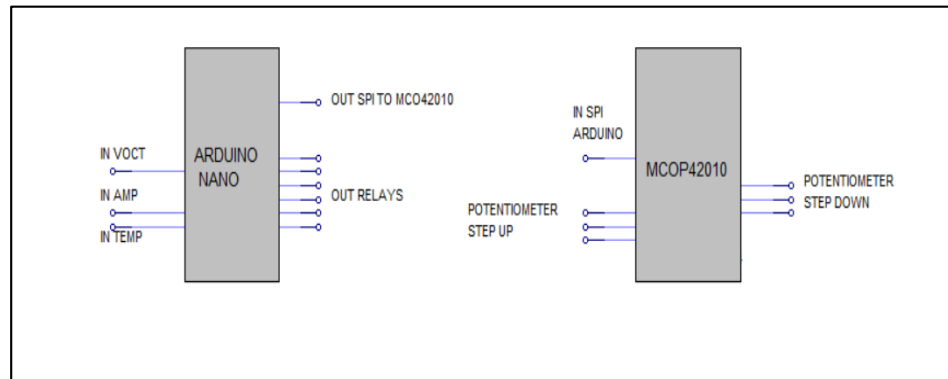 OUT SPI TO MCO42010
IN VOCT
ARDUINO
NANO
IN AMP
OUT RELAYS
IN TEMP
IN SPI
ARDUINO
MCOP42010
POTENTIOMETER
STEP UP
POTENTIOMETER
STEP DOWN